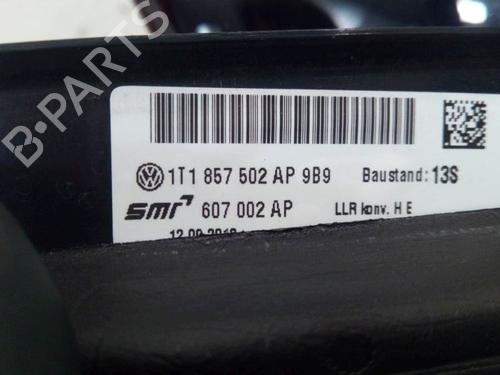 B-PARTS
1T1 857 502 AP 9B9 Baustand: 13S
SMR 607 002 AP LLR konv. H E